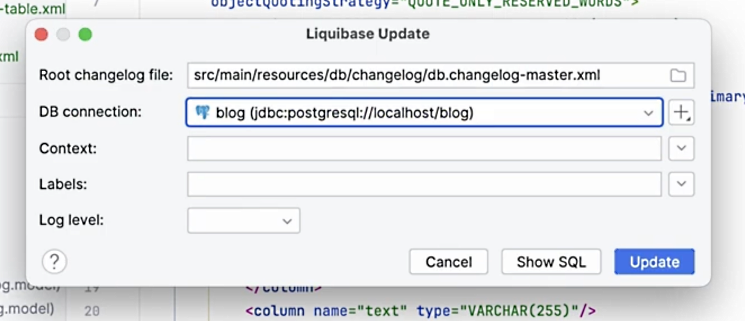 -table.xml
7
objectQuotingStrategy="QUOTE_ONLY_RESERVED_WORDS">
Liquibase Update
xml
Root changelog file: src/main/resources/db/changelog/db.changelog-master.xml
DB connection: blog (jdbc:postgresql://localhost/blog)
imary
Context:
Labels:
Log level:
? Cancel Show SQL Update
og.model) 19 </column>
g.model) 20 <column name="text" type="VARCHAR(255)"/>